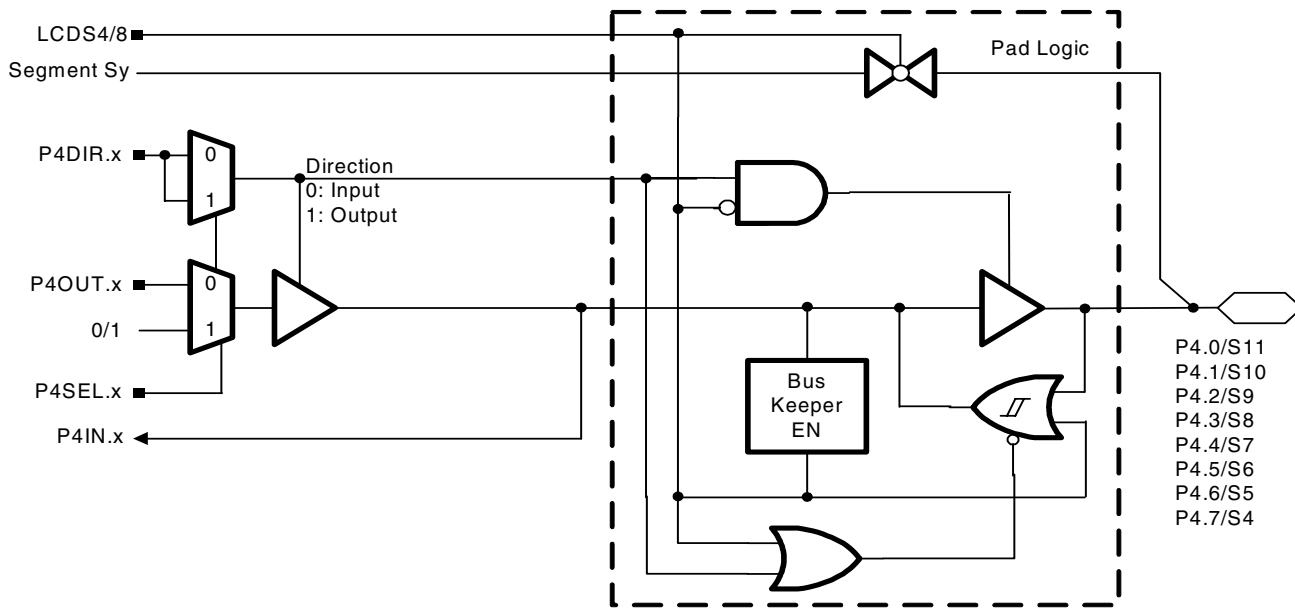 LCDS4/8
Pad Logic
Segment Sy
P4DIR.x
0
1
Direction
0: Input
1: Output
P4OUT.x
0
0/1
1
P4SEL.x
P4IN.x
Bus
Keeper
EN
P4.0/S11
P4.1/S10
P4.2/S9
P4.3/S8
P4.4/S7
P4.5/S6
P4.6/S5
P4.7/S4